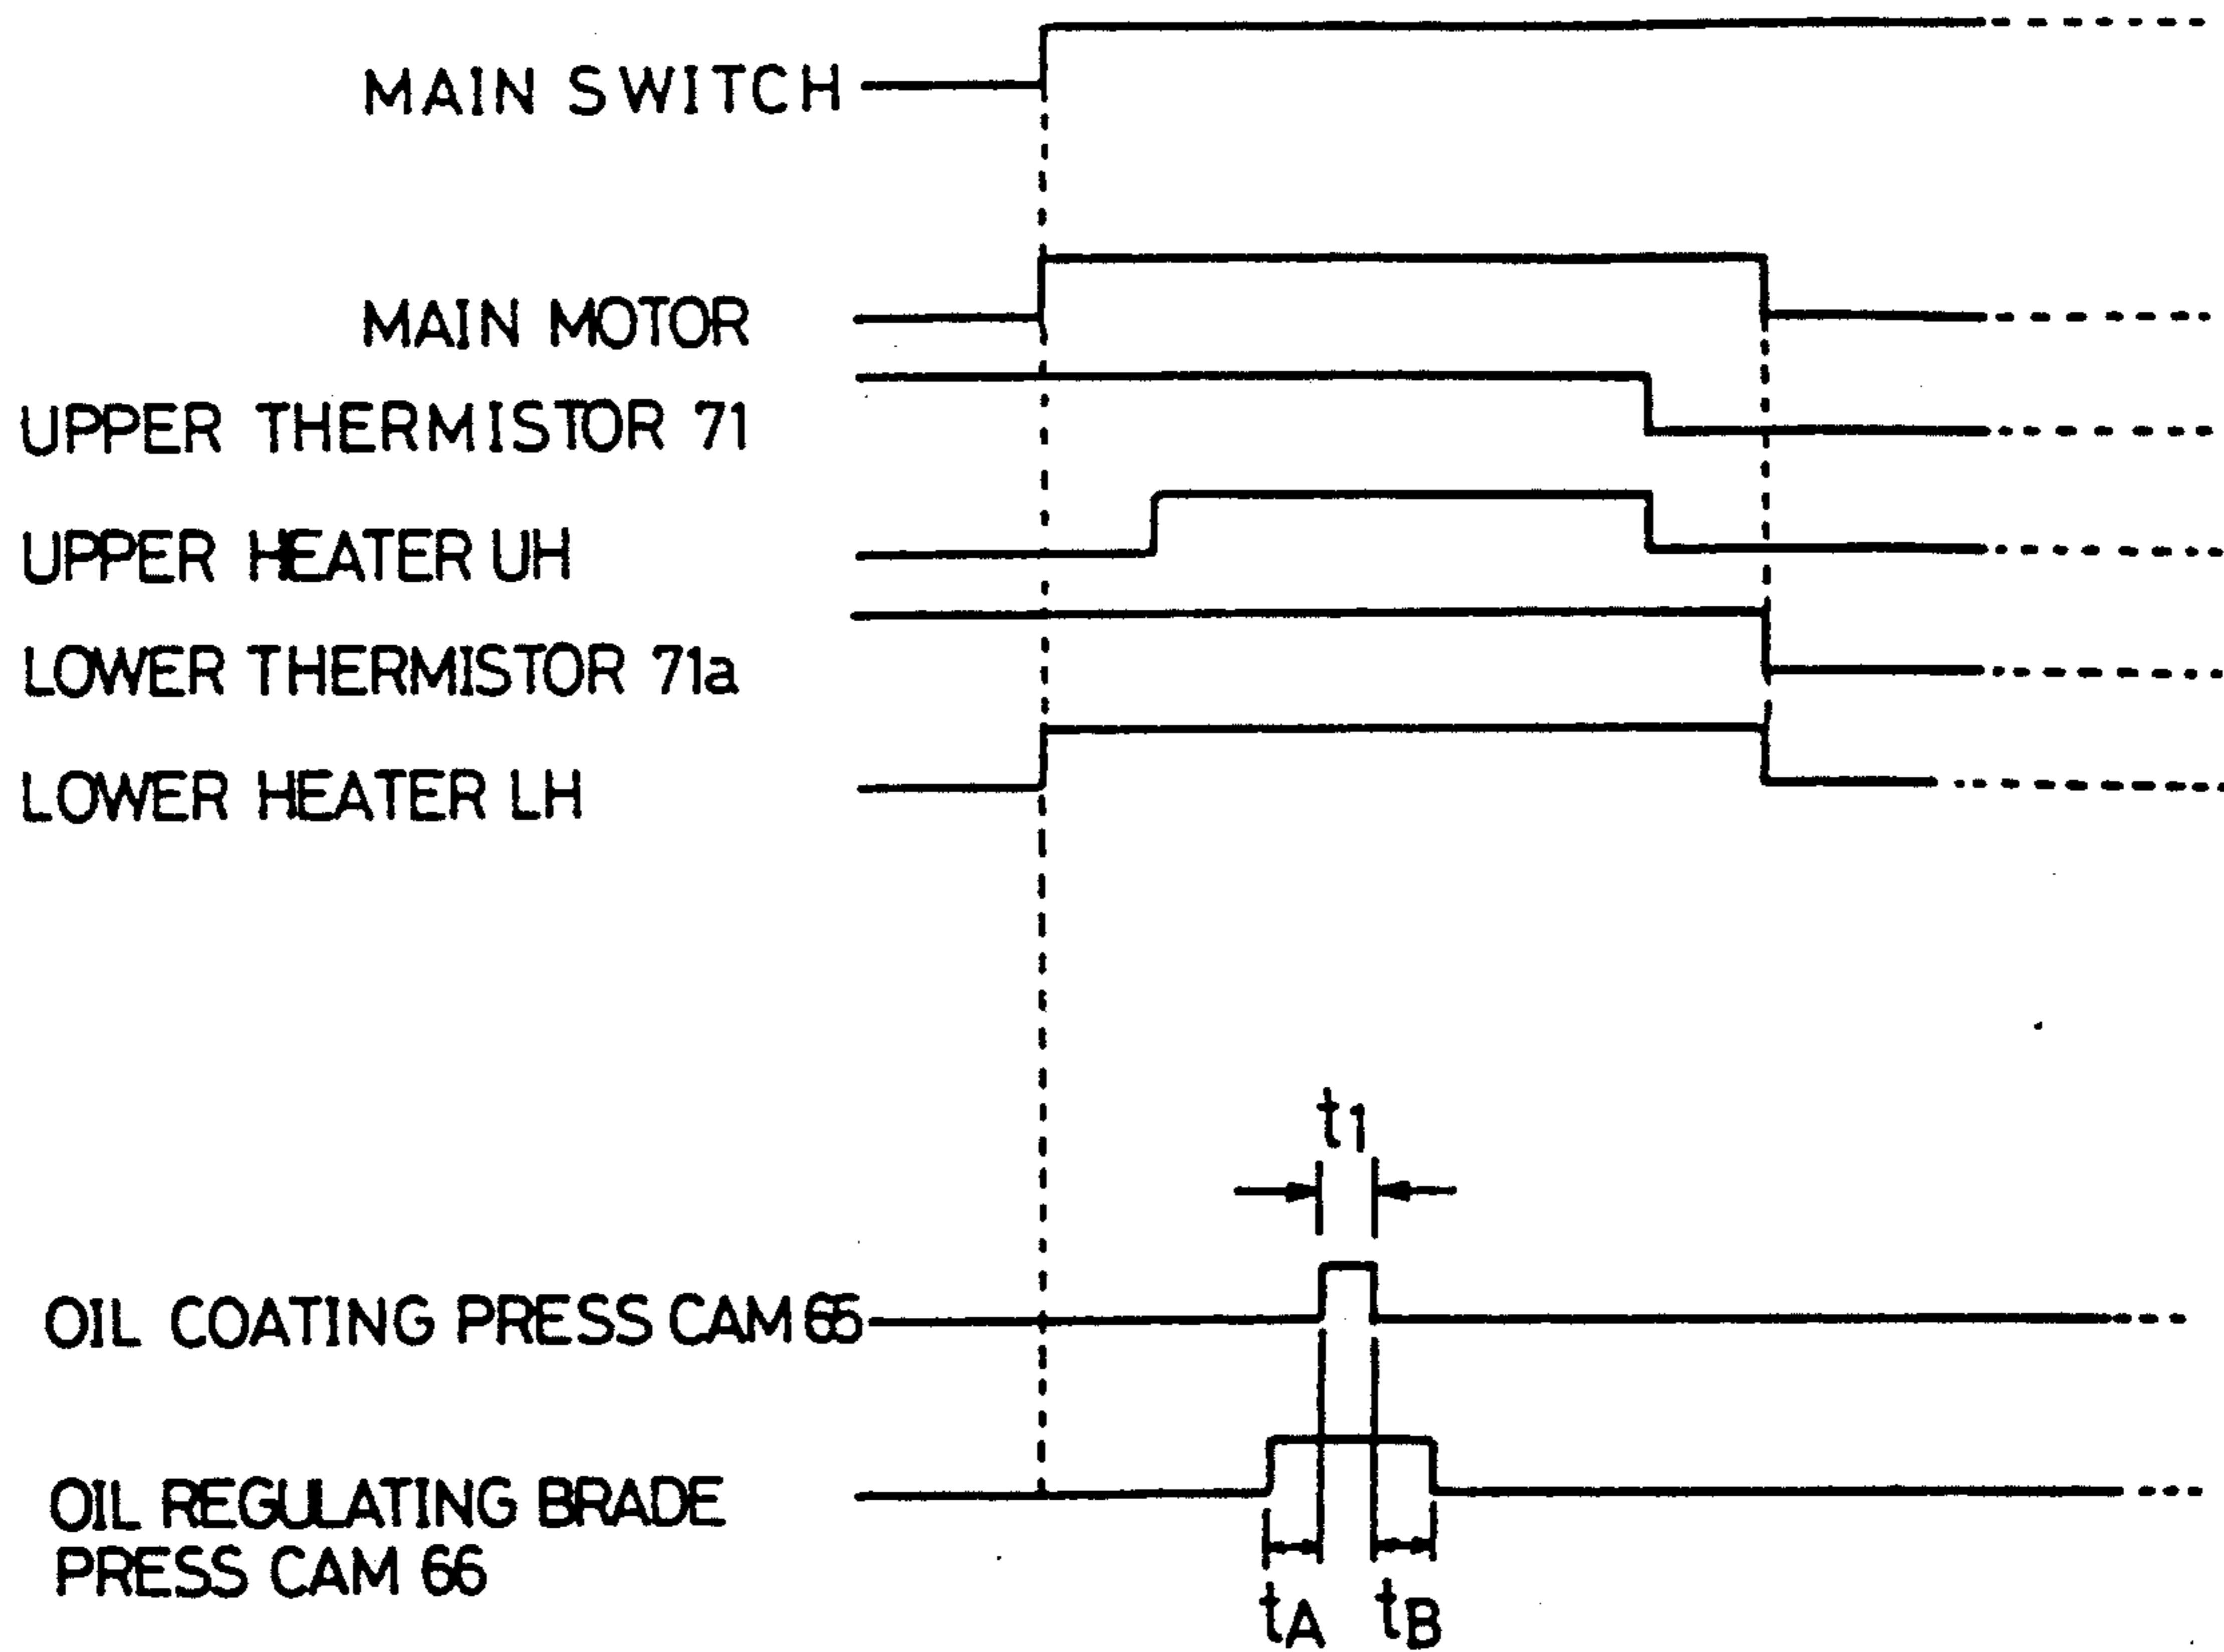 MAIN SWITCH
MAIN MOTOR
UPPER THERMISTOR 71
UPPER HEATER UH
LOWER THERMISTOR 71a
LOWER HEATER LH
t1
OIL COATING PRESS CAM 65
OIL REGULATING BRADE
PRESS CAM 66
tA tB